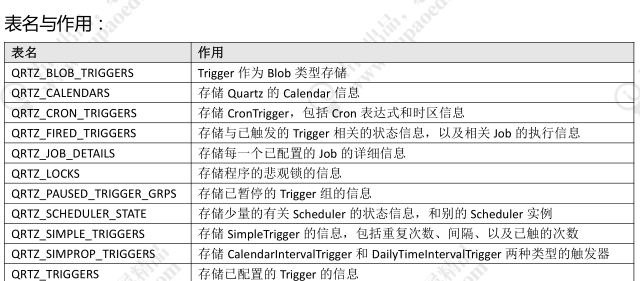 表名与作用：
表名 作用
QRTZ_BLOB_TRIGGERS Trigger 作为 Blob 类型存储
QRTZ_CALENDARS 存储 Quartz 的 Calendar 信息
QRTZ_CRON_TRIGGERS 存储 CronTrigger，包括 Cron 表达式和时区信息
QRTZ_FIRED_TRIGGERS 存储与已触发的 Trigger 相关的状态信息，以及相关 Job 的执行信息
QRTZ_JOB_DETAILS 存储每一个已配置的 Job 的详细信息
QRTZ_LOCKS 存储程序的悲观锁的信息
QRTZ_PAUSED_TRIGGER_GRPS 存储已暂停的 Trigger 组的信息
QRTZ_SCHEDULER_STATE 存储少量的有关 Scheduler 的状态信息，和别的 Scheduler 实例
QRTZ_SIMPLE_TRIGGERS 存储 SimpleTrigger 的信息，包括重复次数、间隔、以及已触的次数
QRTZ_SIMPROP_TRIGGERS 存储 CalendarIntervalTrigger 和 DailyTimeIntervalTrigger 两种类型的触发器
QRTZ_TRIGGERS 存储已配置的 Trigger 的信息